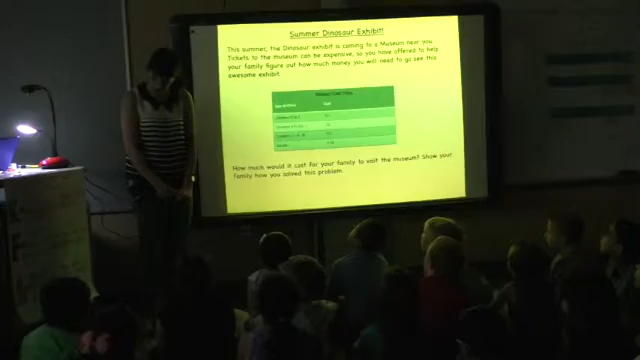 Summer Dinosaur Exhibit!
This summer, the Dinosaur exhibit is coming to a Museum near you.
Tickets to the museum can be expensive, so you have offered to help
your family figure out how much money you will need to go see this
awesome exhibit.
Cost
How much would it cost for your family to visit the museum? Show your
family how you solved this problem.